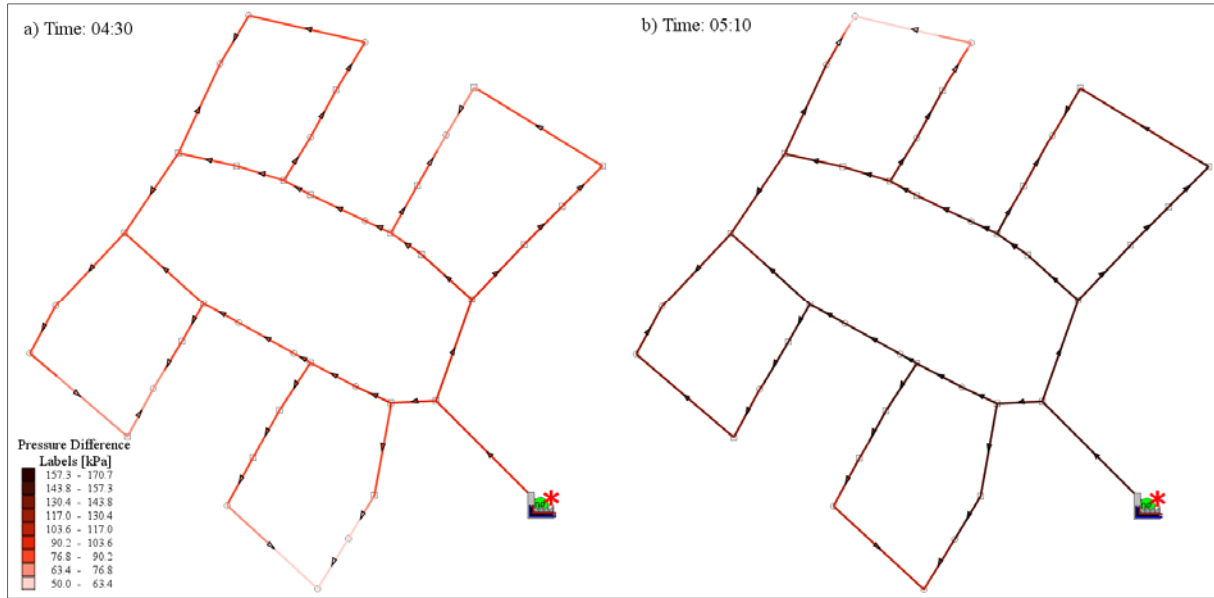 a) Time: 04:30
b) Time: 05:10
Pressure Difference
Labels [kPa]
157.3 - 170.7
143.8 - 157.3
130.4 - 143.8
117.0 - 130.4
103.6 - 117.0
90.2 - 103.6
76.8 - 90.2
63.4 - 76.8
50.0 - 63.4